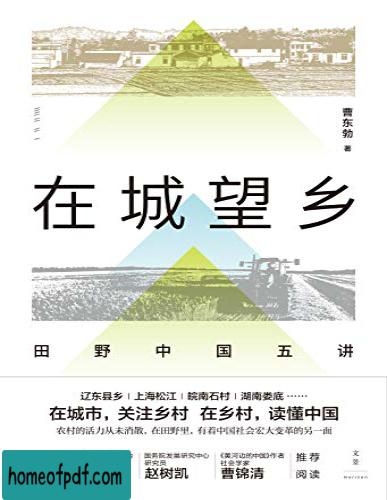 曹东勃
著
在城望乡
田野中国五讲
辽东县乡 | 上海松江 | 皖南石村 | 湖南娄底 ……
在城市，关注乡村 在乡村，读懂中国
农村的活力从未消散，在田野里，有着中国社会宏大变革的另一面
国务院发展研究中心
研究员
赵树凯
《黄河边的中国》作者
社会学家
曹锦清
推荐
阅读
文景
Horizon
homeofpdf.com